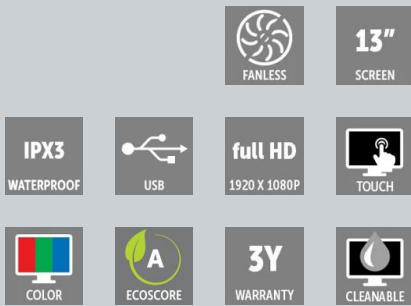 FANLESS
13"
SCREEN
IPX3
WATERPROOF
USB
full HD
1920 X 1080P
TOUCH
COLOR
A
ECOSCORE
3Y
WARRANTY
CLEANABLE